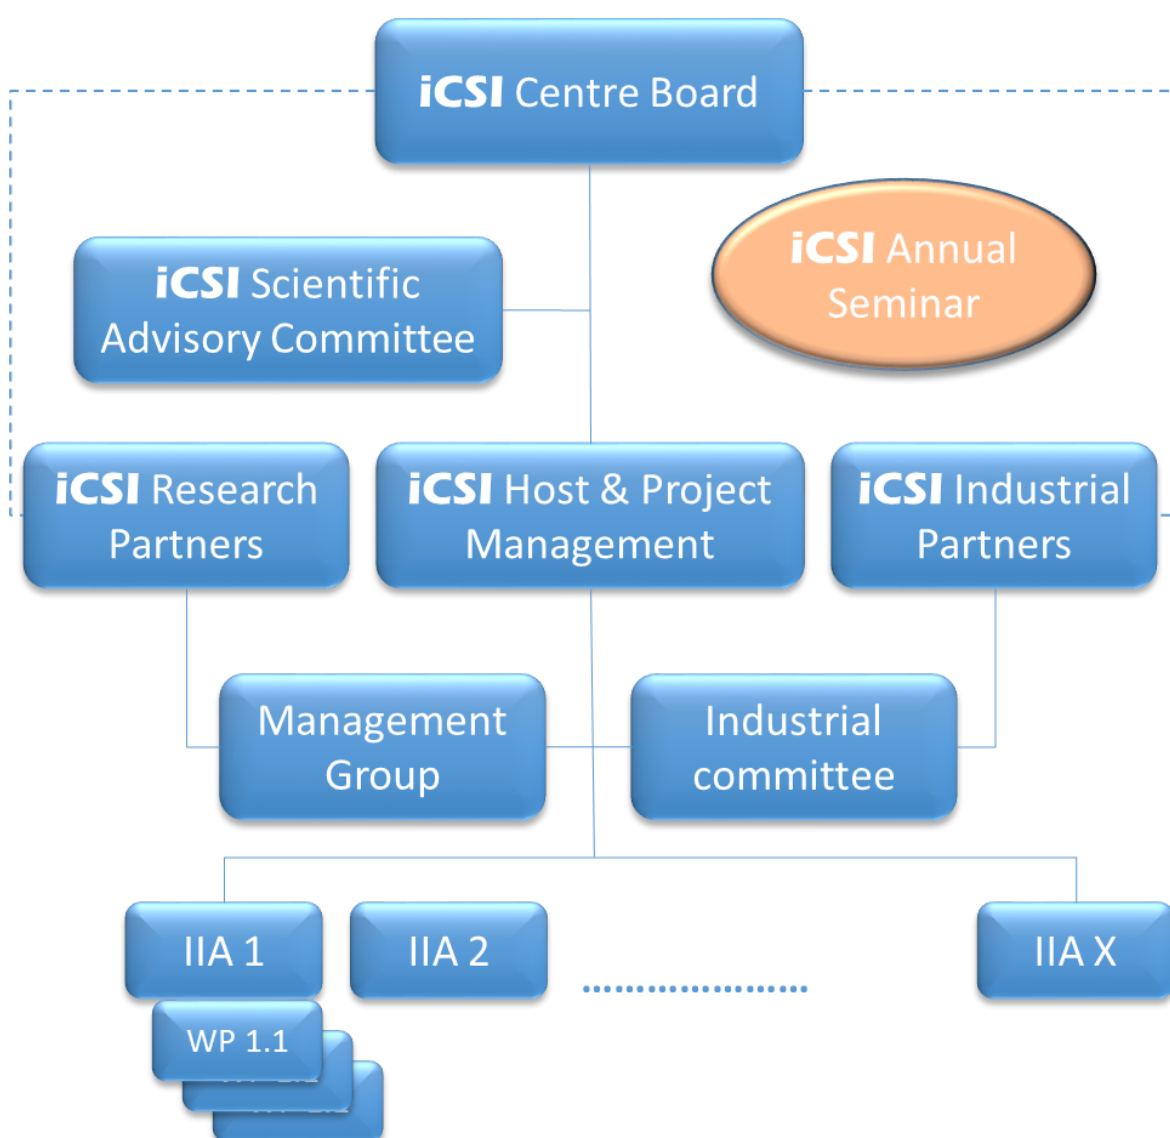 iCSI Centre Board
iCSI Annual
Seminar
iCSI Scientific
Advisory Committee
iCSI Research
Partners
iCSI Host & Project
Management
iCSI Industrial
Partners
Management
Group
Industrial
committee
IIA 1
IIA 2
.......................
IIA X
WP 1.1